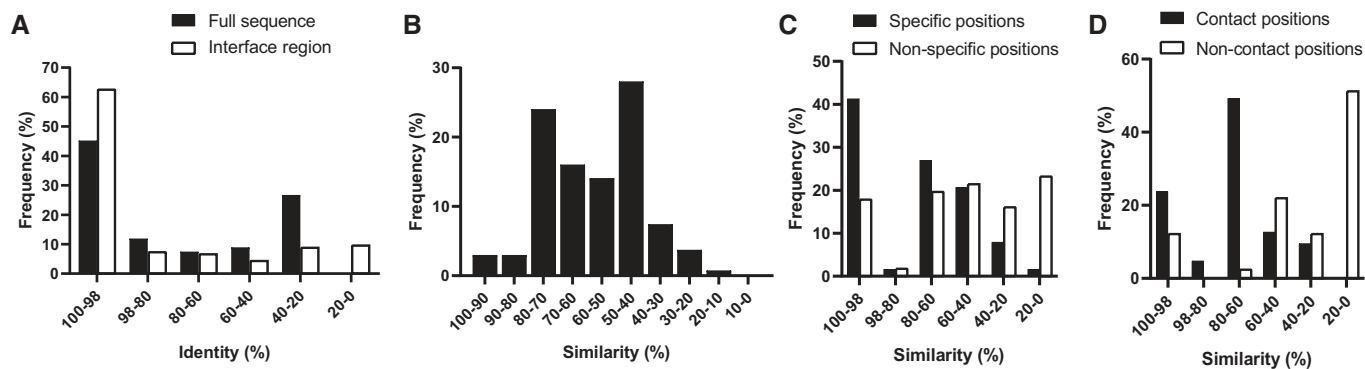 A
Full sequence
Interface region
Frequency (%)
70
60
50
40
30
20
10
0
100-98
98-80
80-60
60-40
40-20
20-0
Identity (%)
B
Frequency (%)
30
20
10
0
100-90
90-80
80-70
70-60
60-50
50-40
40-30
30-20
20-10
10-0
Similarity (%)
C
Specific positions
Non-specific positions
Frequency (%)
50
40
30
20
10
0
100-98
98-80
80-60
60-40
40-20
20-0
Similarity (%)
D
Contact positions
Non-contact positions
Frequency (%)
60
40
20
0
100-98
98-80
80-60
60-40
40-20
20-0
Similarity (%)